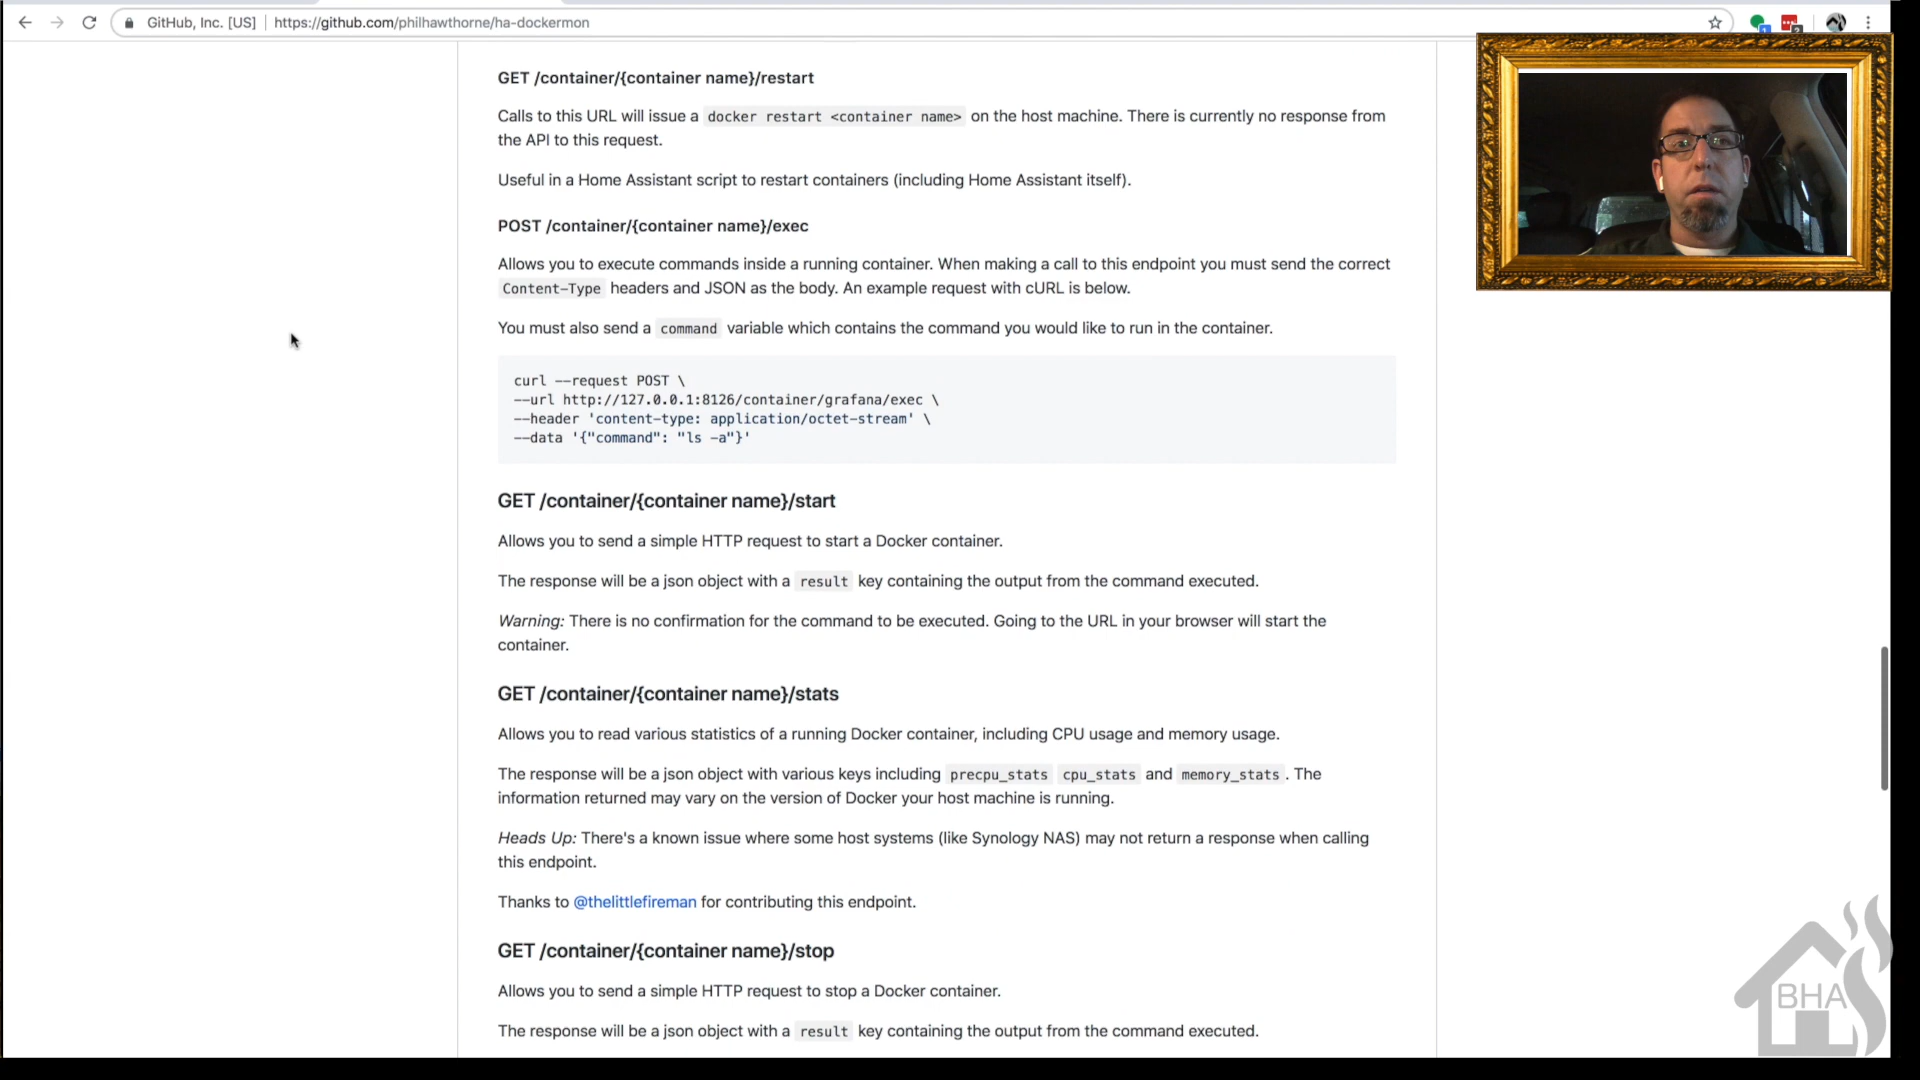 GitHub, Inc. [US] | https://github.com/philhawthorne/ha-dockermon
GET /container/{container name}/restart
Calls to this URL will issue a docker restart <container name> on the host machine. There is currently no response from
the API to this request.
Useful in a Home Assistant script to restart containers (including Home Assistant itself).
POST /container/{container name}/exec
Allows you to execute commands inside a running container. When making a call to this endpoint you must send the correct
Content-Type headers and JSON as the body. An example request with cURL is below.
You must also send a command variable which contains the command you would like to run in the container.
curl --request POST \
--url http://127.0.0.1:8126/container/grafana/exec \
--header 'content-type: application/octet-stream' \
--data '{"command": "ls -a"}'
GET /container/{container name}/start
Allows you to send a simple HTTP request to start a Docker container.
The response will be a json object with a result key containing the output from the command executed.
Warning: There is no confirmation for the command to be executed. Going to the URL in your browser will start the
container.
GET /container/{container name}/stats
Allows you to read various statistics of a running Docker container, including CPU usage and memory usage.
The response will be a json object with various keys including precpu_stats cpu_stats and memory_stats . The
information returned may vary on the version of Docker your host machine is running.
Heads Up: There's a known issue where some host systems (like Synology NAS) may not return a response when calling
this endpoint.
Thanks to @thelittlefireman for contributing this endpoint.
GET /container/{container name}/stop
Allows you to send a simple HTTP request to stop a Docker container.
The response will be a json object with a result key containing the output from the command executed.
BHA